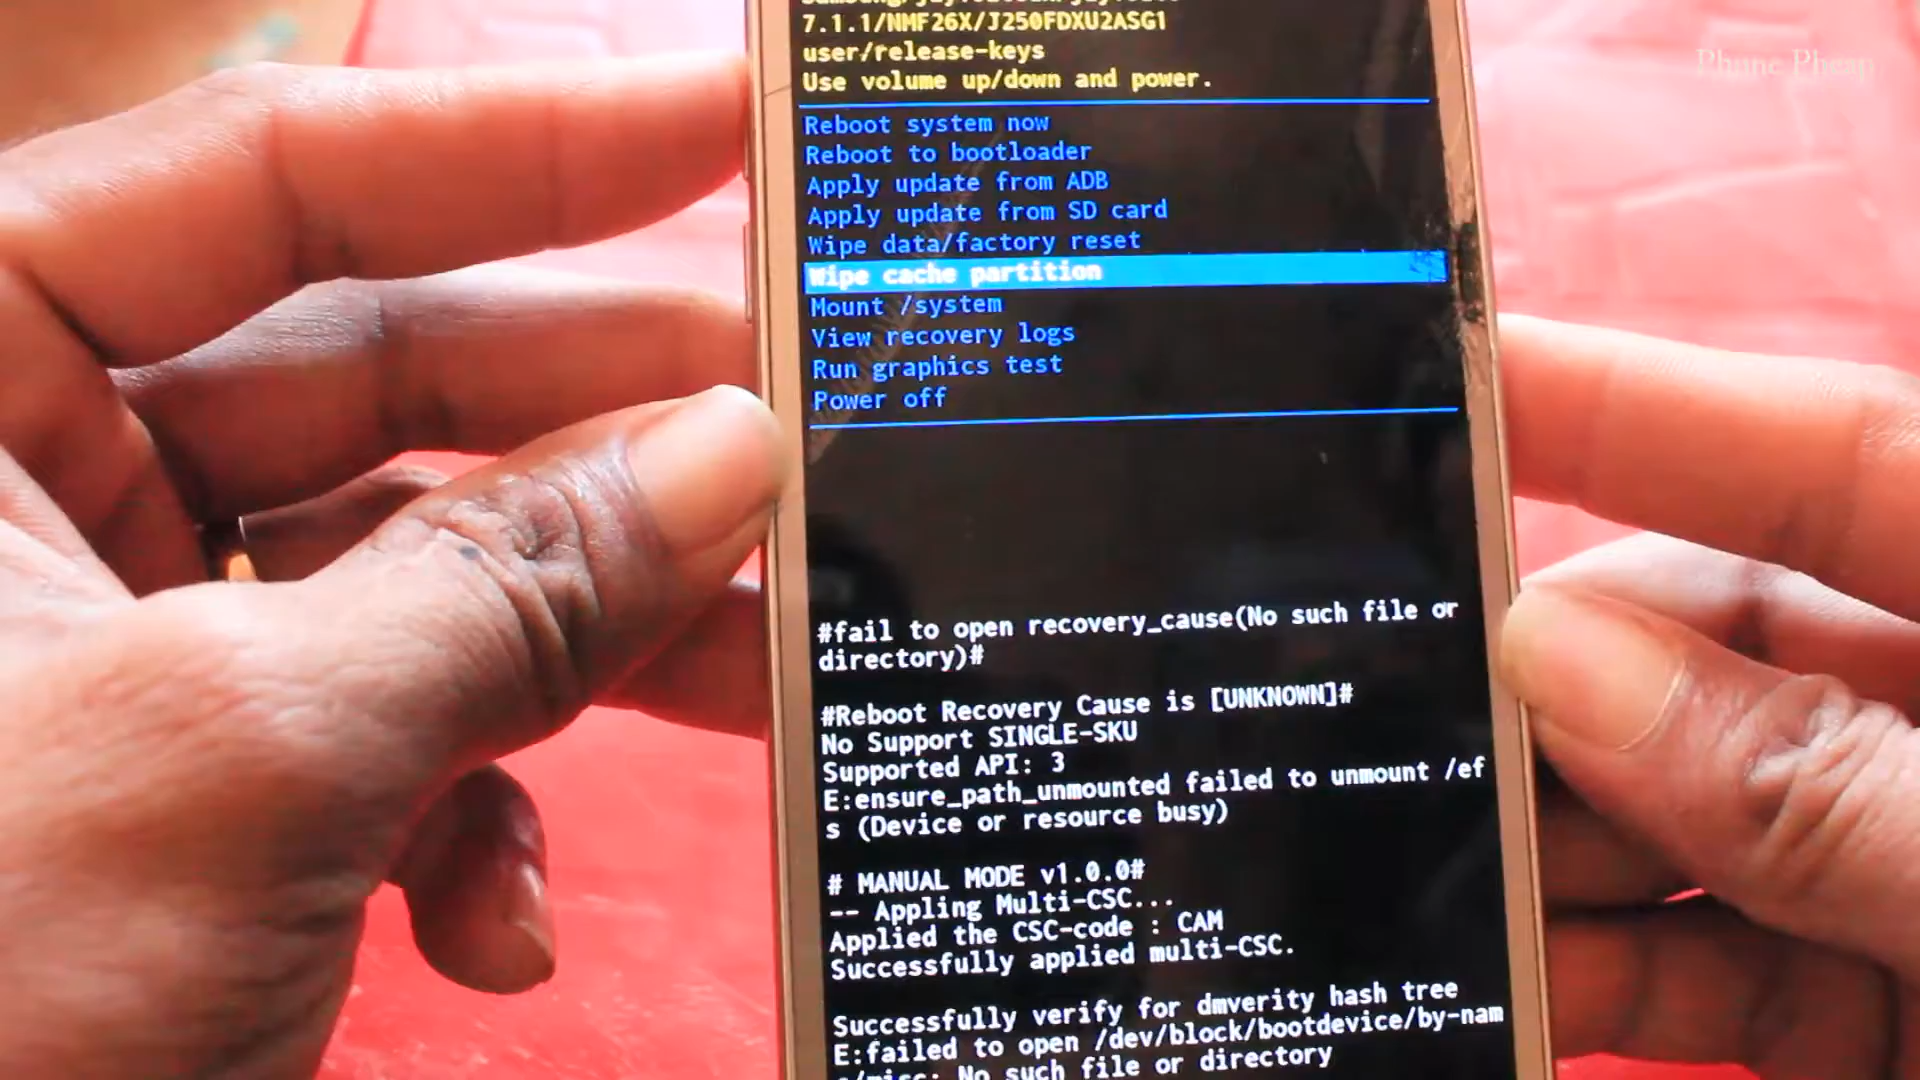 7.1.1/NMF26X/J250FDXU2ASG1
user/release-keys
Use volume up/down and power.
Reboot system now
Reboot to bootloader
Apply update from ADB
Apply update from SD card
Wipe data/factory reset
Wipe cache partition
Mount /system
View recovery logs
Run graphics test
Power off
#fail to open recovery_cause(No such file or
directory)#
#Reboot Recovery Cause is [UNKNOWN]#
No Support SINGLE-SKU
Supported API: 3
E:ensure_path_unmounted failed to unmount /ef
s (Device or resource busy)
# MANUAL MODE v1.0.0#
-- Appling Multi-CSC...
Applied the CSC-code : CAM
Successfully applied multi-CSC.
Successfully verify for dmverity hash tree
E:failed to open /dev/block/bootdevice/by-nam
e/misc: No such file or directory
Phone Pheap